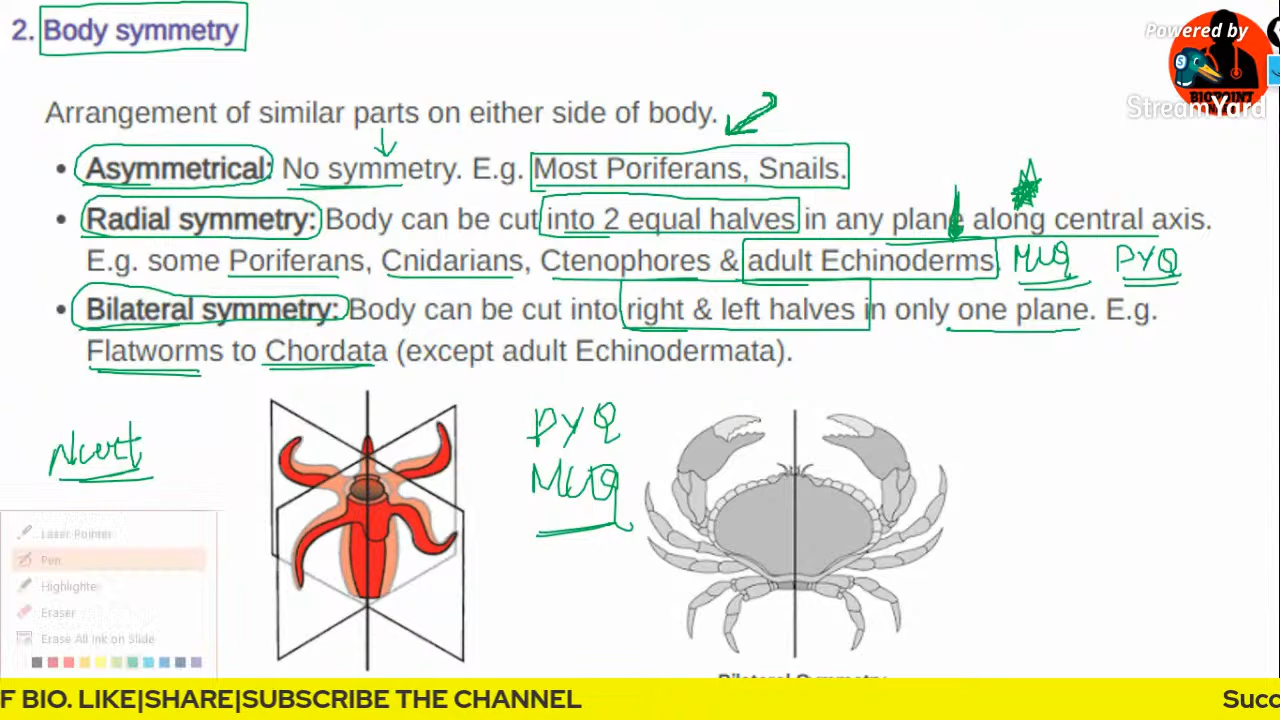 2. Body symmetry
Powered by
BIOPOINT
StreamYard
Arrangement of similar parts on either side of body.
• Asymmetrical: No symmetry. E.g. Most Poriferans, Snails.
• Radial symmetry: Body can be cut into 2 equal halves in any plane along central axis.
E.g. some Poriferans, Cnidarians, Ctenophores & adult Echinoderms. MCQ PYQ
• Bilateral symmetry: Body can be cut into right & left halves in only one plane. E.g.
Flatworms to Chordata (except adult Echinodermata).
Ncert
PYQ
MCQ
Laser Pointer
Pen
Highlighter
Eraser
Erase All Ink on Slide
Bilateral Symmetry
F BIO. LIKE|SHARE|SUBSCRIBE THE CHANNEL
Succ